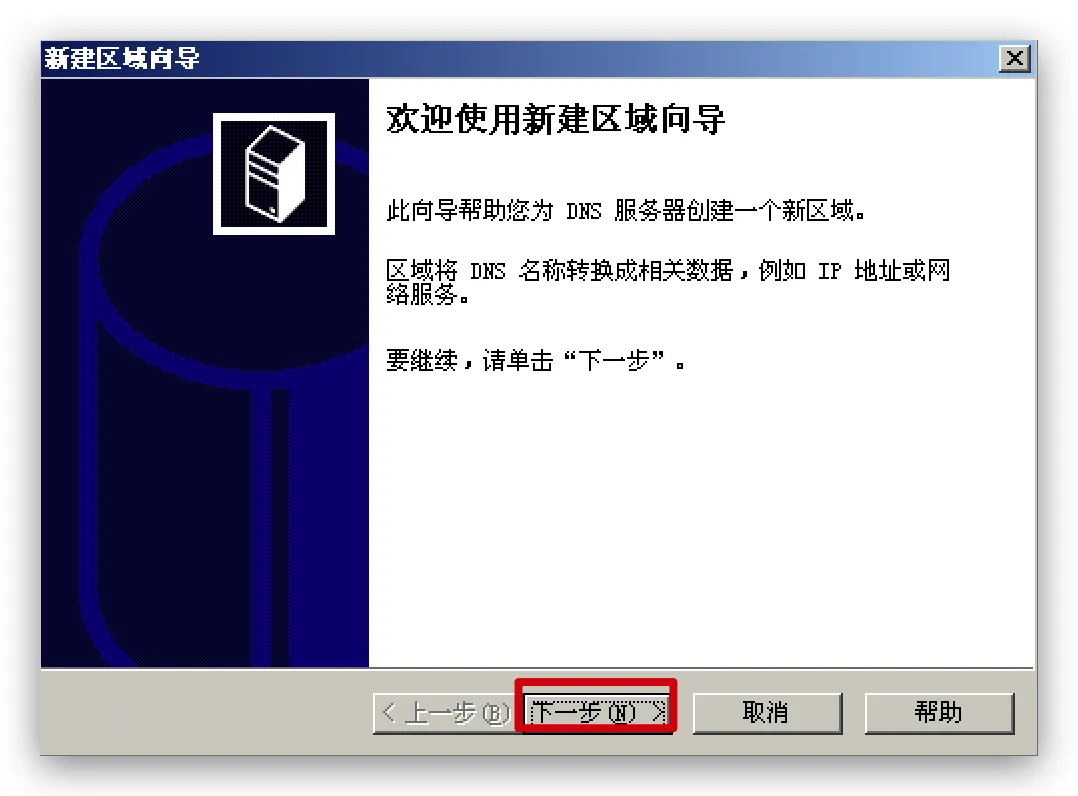 新建区域向导
欢迎使用新建区域向导
此向导帮助您为 DNS 服务器创建一个新区域。
区域将 DNS 名称转换成相关数据，例如 IP 地址或网
络服务。
要继续，请单击“下一步”。
< 上一步(B) 下一步(N) > 取消 帮助